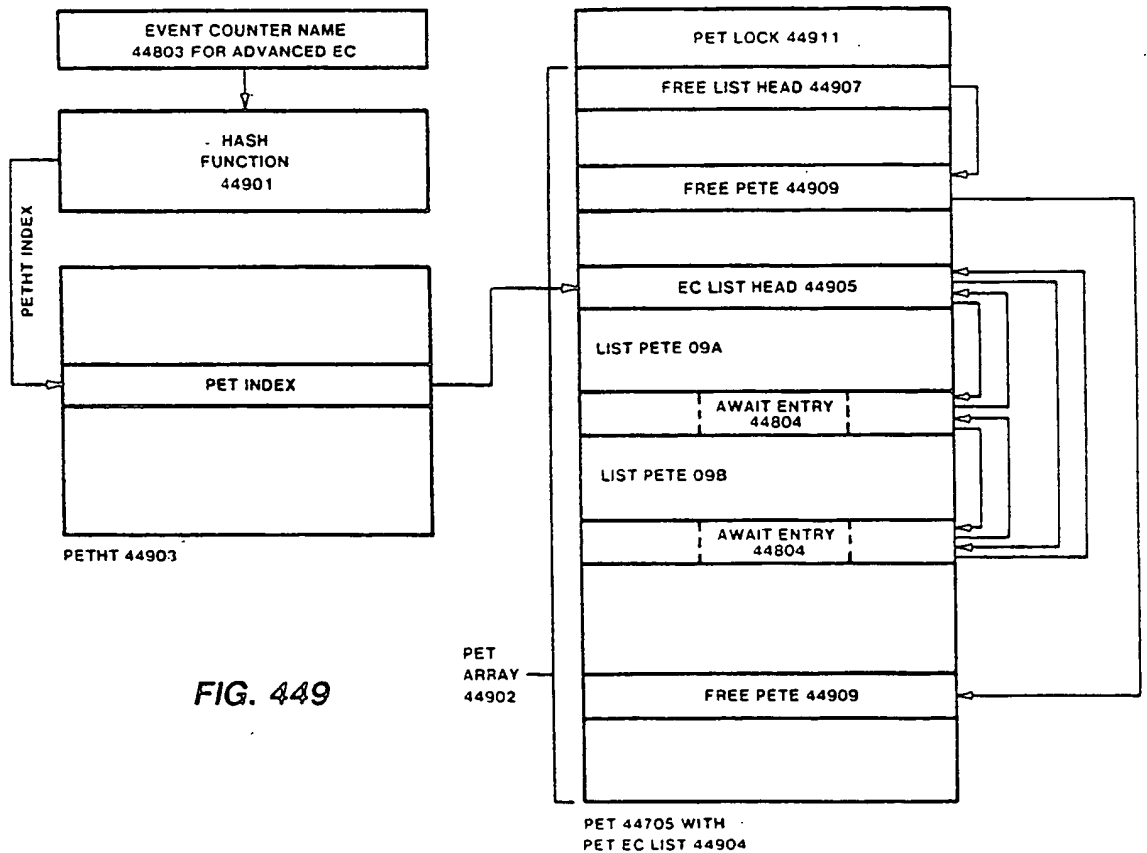 EVENT COUNTER NAME
44803 FOR ADVANCED EC
HASH
FUNCTION
44901
PETHT INDEX
PET INDEX
PETHT 44903
FIG. 449
PET LOCK 44911
FREE LIST HEAD 44907
FREE PETE 44909
EC LIST HEAD 44905
LIST PETE 09A
AWAIT ENTRY
44804
LIST PETE 09B
AWAIT ENTRY
44804
FREE PETE 44909
PET
ARRAY
44902
PET 44705 WITH
PET EC LIST 44904